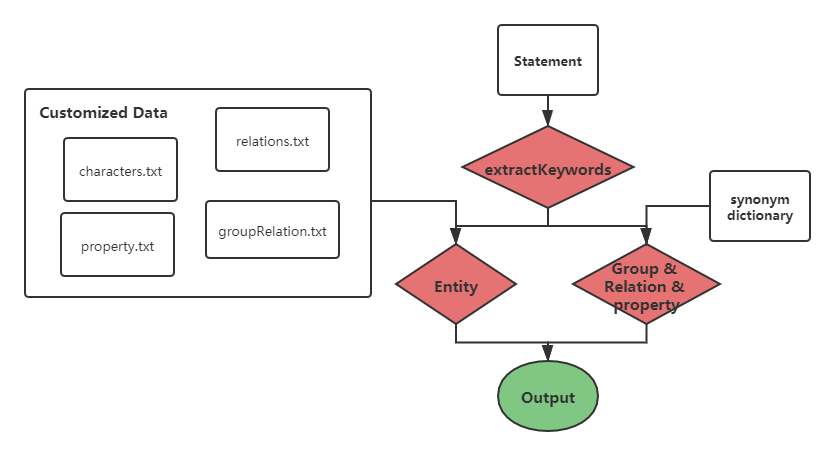 Statement
Customized Data
relations.txt
characters.txt
extractKeywords
synonym
dictionary
groupRelation.txt
property.txt
Entity
Group &
Relation &
property
Output